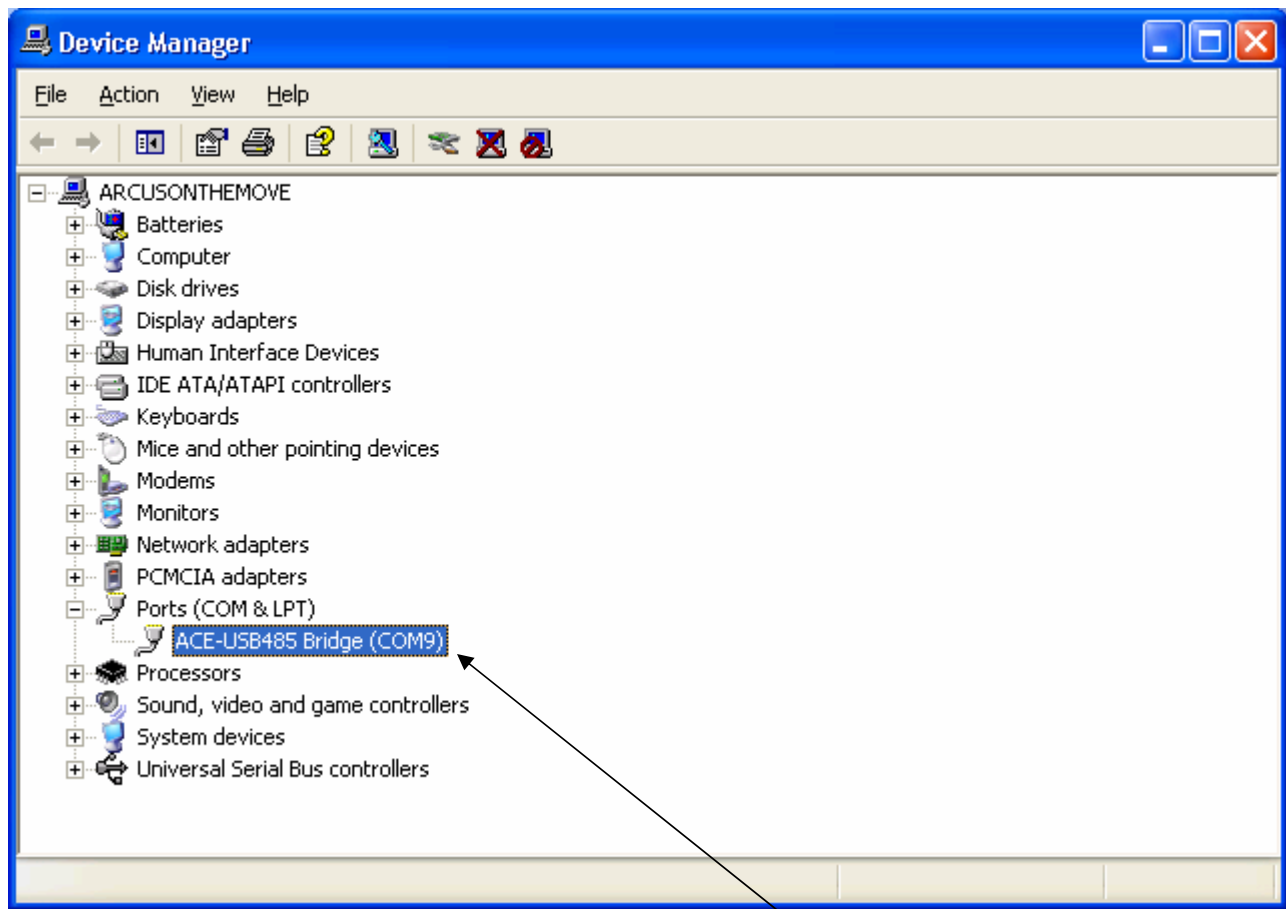 Device Manager
File Action View Help
ARCUSONTHEMOVE
Batteries
Computer
Disk drives
Display adapters
Human Interface Devices
IDE ATA/ATAPI controllers
Keyboards
Mice and other pointing devices
Modems
Monitors
Network adapters
PCMCIA adapters
Ports (COM & LPT)
ACE-USB485 Bridge (COM9)
Processors
Sound, video and game controllers
System devices
Universal Serial Bus controllers